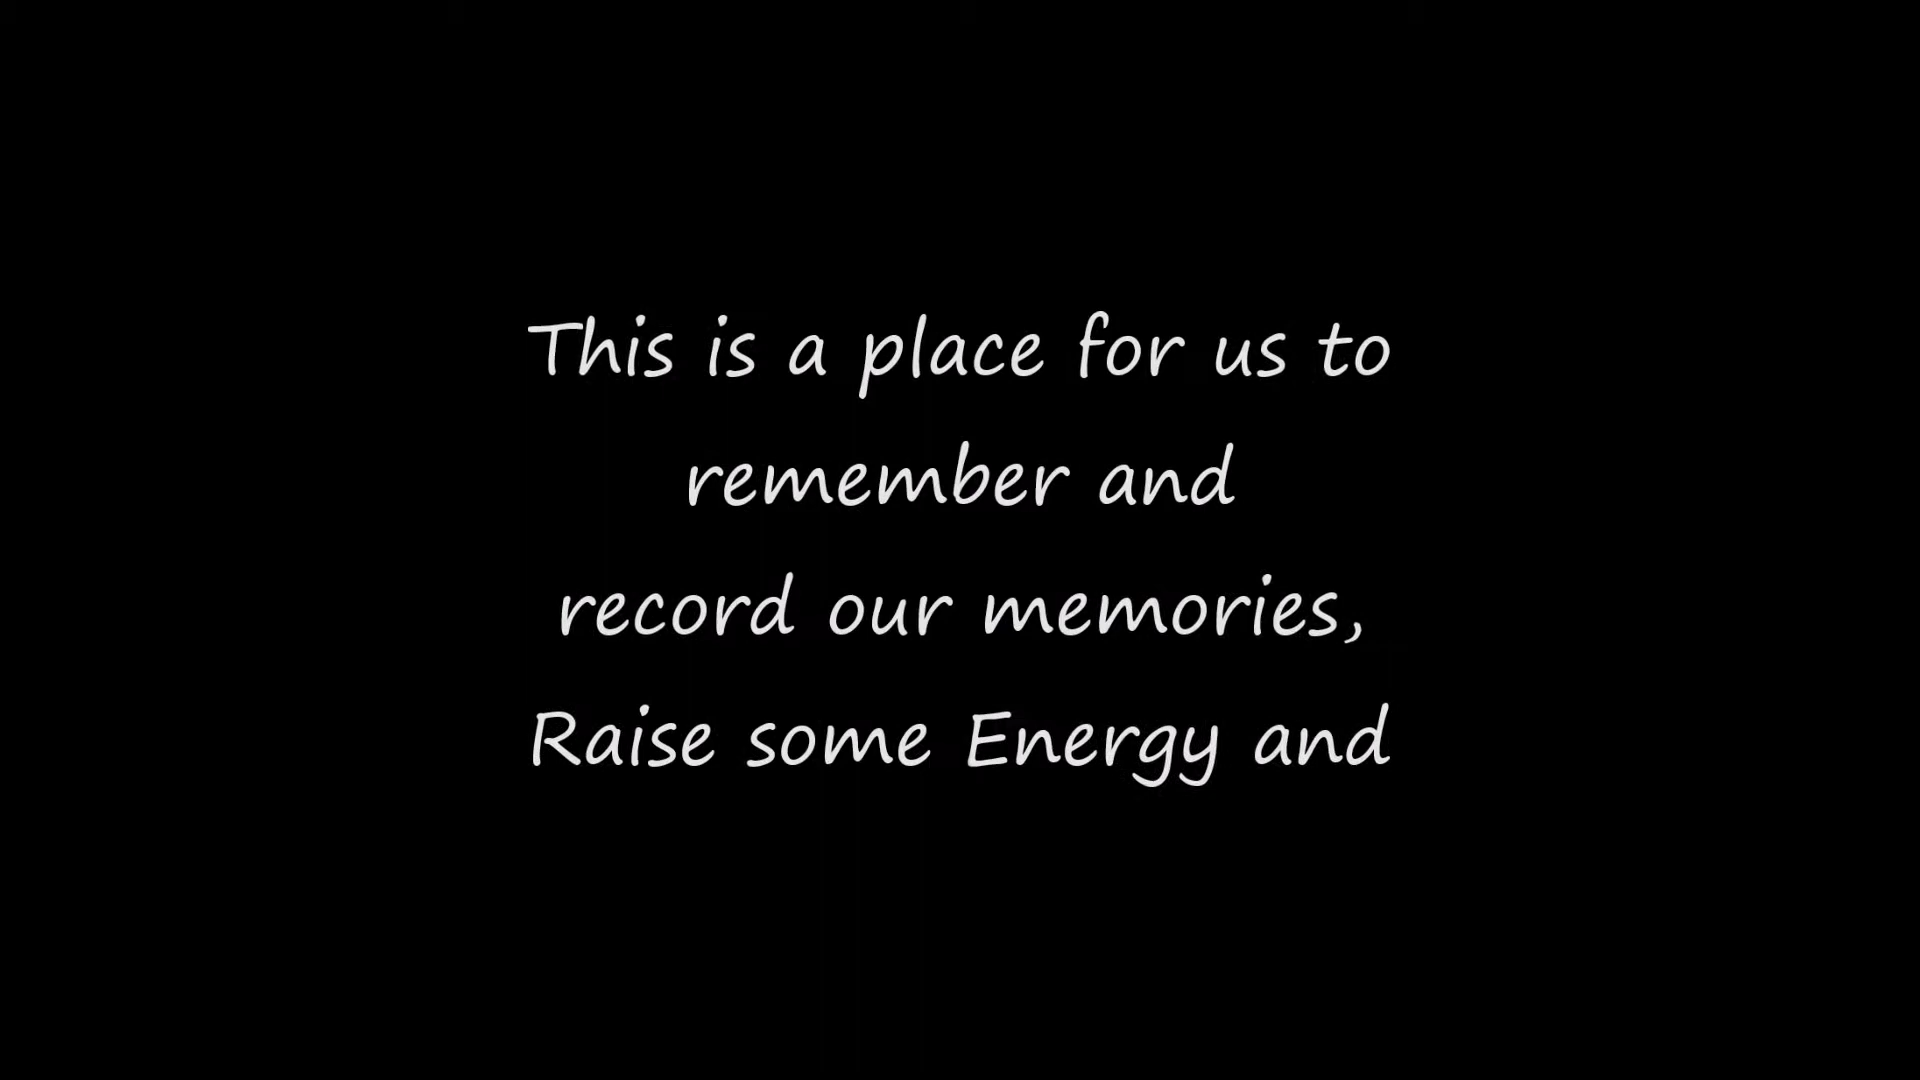 This is a place for us to
remember and
record our memories,
Raise some Energy and